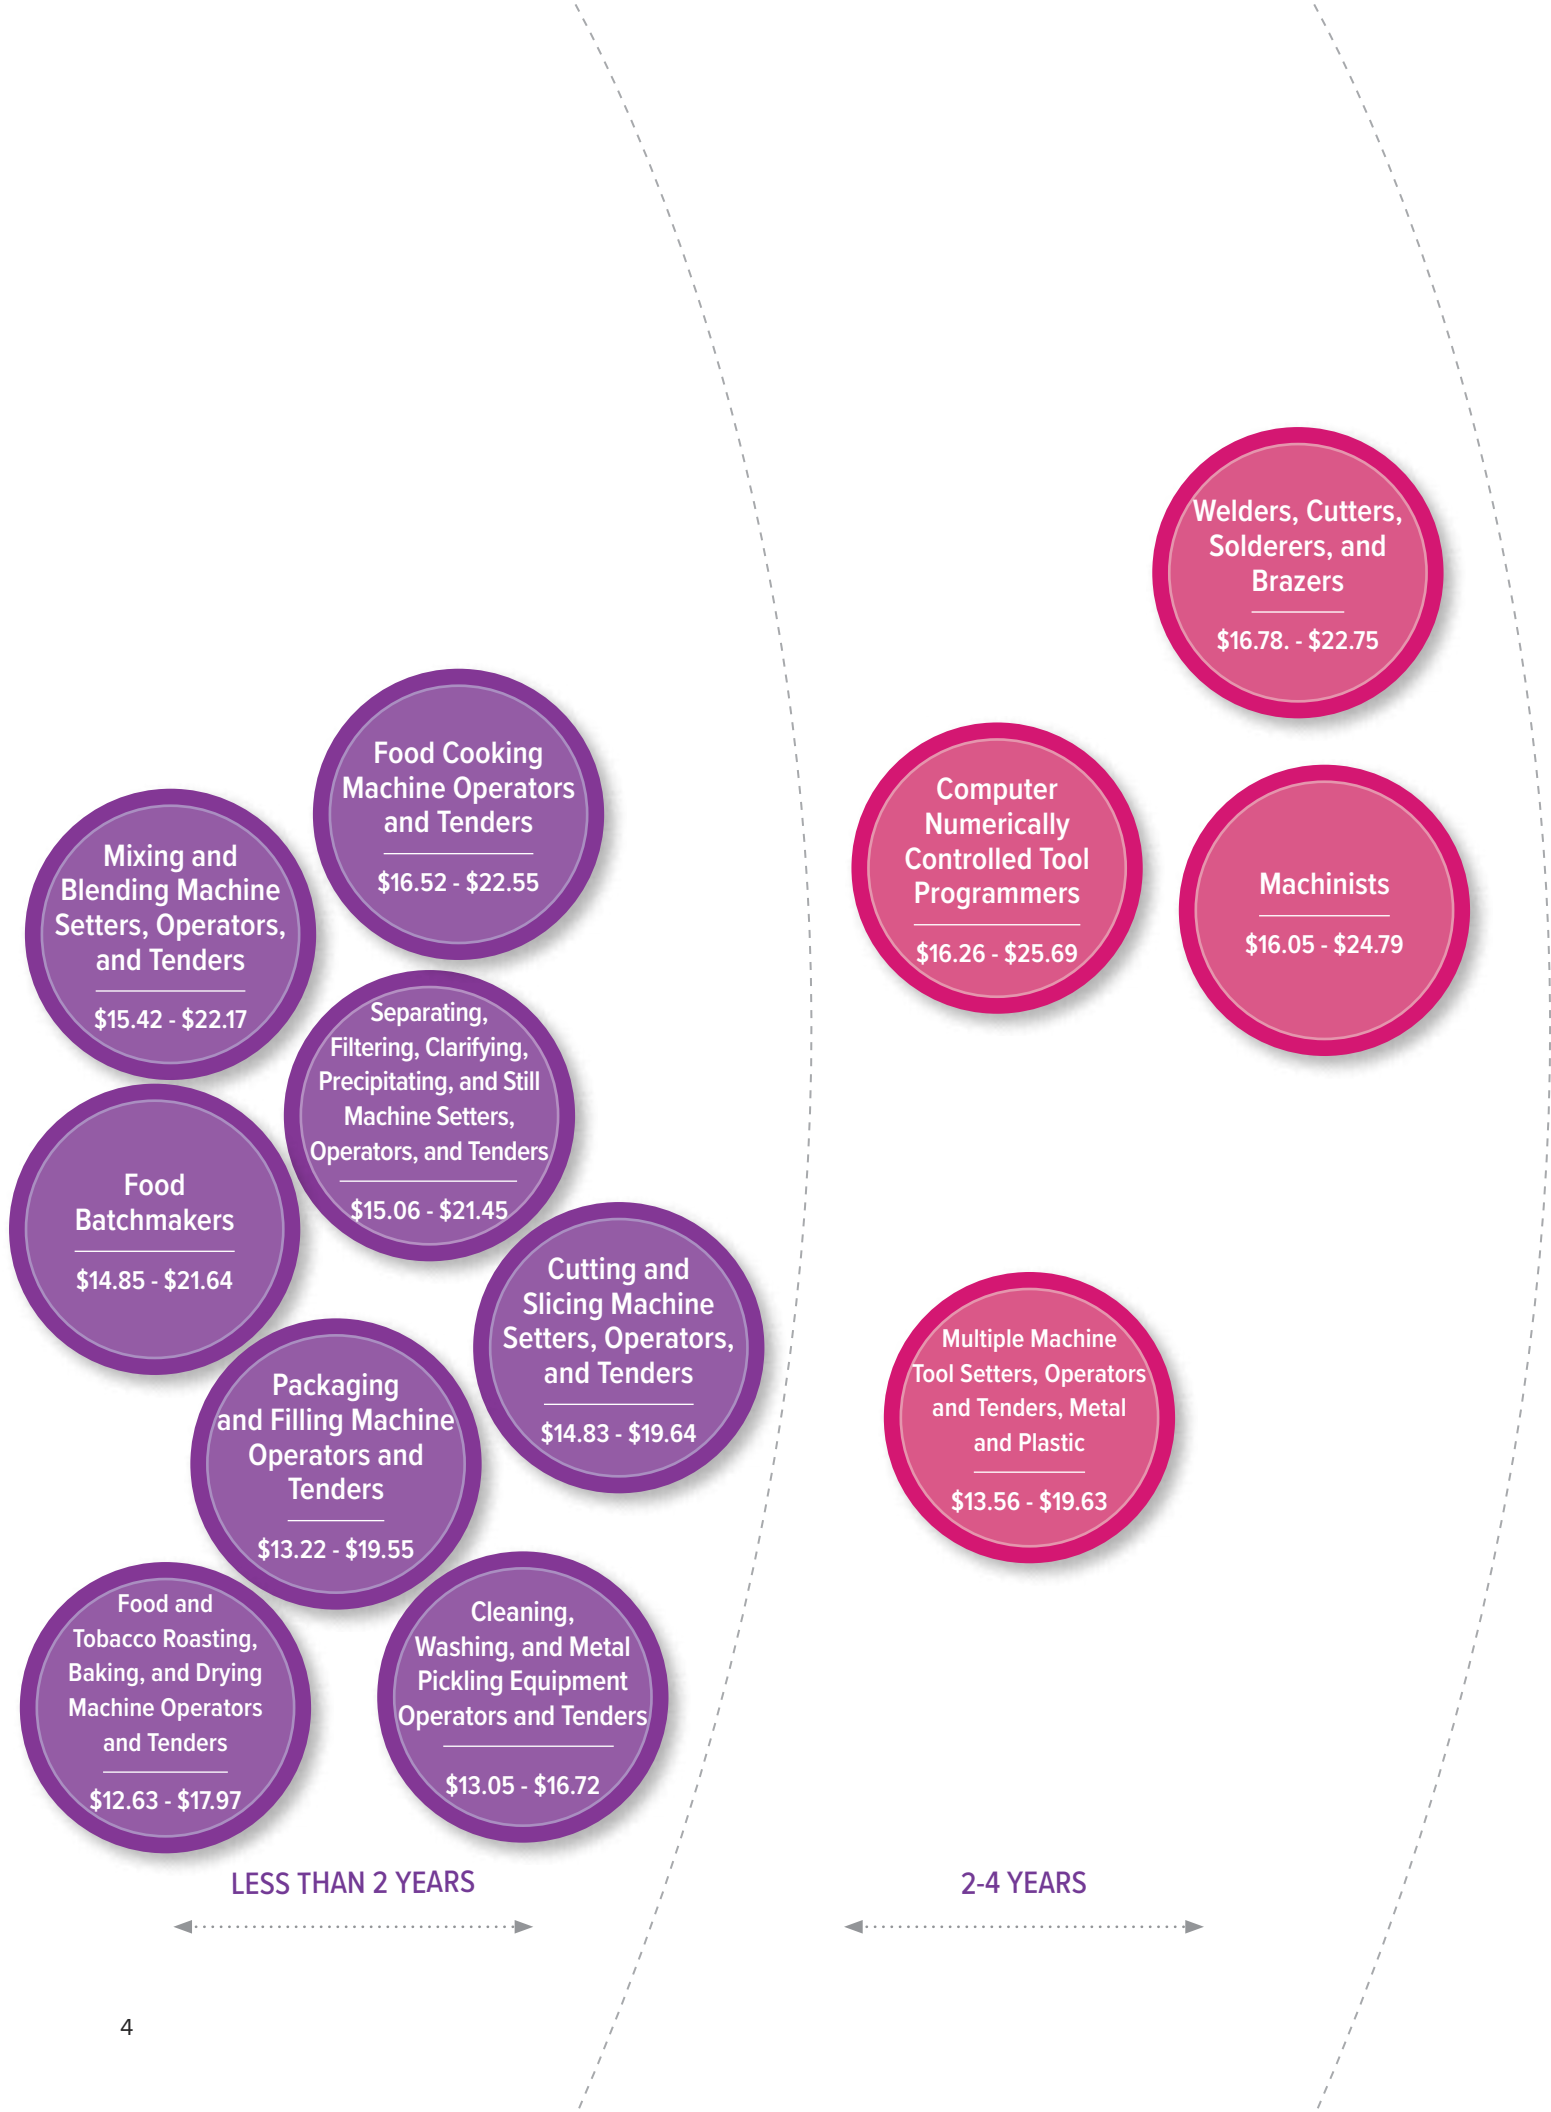 Welders, Cutters,
Solderers, and
Brazers
$16.78. - $22.75
Food Cooking
Machine Operators
and Tenders
$16.52 - $22.55
Computer
Numerically
Controlled Tool
Programmers
$16.26 - $25.69
Machinists
$16.05 - $24.79
Mixing and
Blending Machine
Setters, Operators,
and Tenders
$15.42 - $22.17
Separating,
Filtering, Clarifying,
Precipitating, and Still
Machine Setters,
Operators, and Tenders
$15.06 - $21.45
Food
Batchmakers
$14.85 - $21.64
Cutting and
Slicing Machine
Setters, Operators,
and Tenders
$14.83 - $19.64
Multiple Machine
Tool Setters, Operators
and Tenders, Metal
and Plastic
$13.56 - $19.63
Packaging
and Filling Machine
Operators and
Tenders
$13.22 - $19.55
Food and
Tobacco Roasting,
Baking, and Drying
Machine Operators
and Tenders
$12.63 - $17.97
Cleaning,
Washing, and Metal
Pickling Equipment
Operators and Tenders
$13.05 - $16.72
LESS THAN 2 YEARS
2-4 YEARS
4